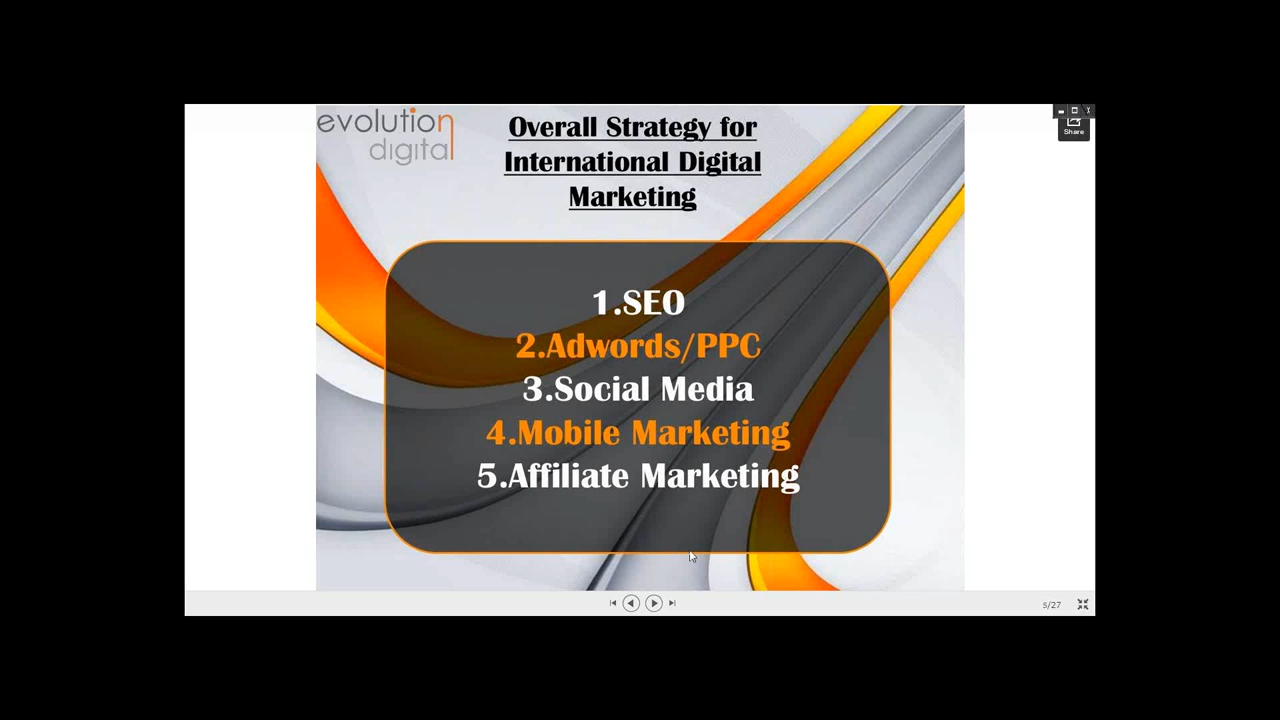 evolution
digital
Overall Strategy for
International Digital
Marketing
Share
1.SEO
2.Adwords/PPC
3.Social Media
4.Mobile Marketing
5.Affiliate Marketing
5/27